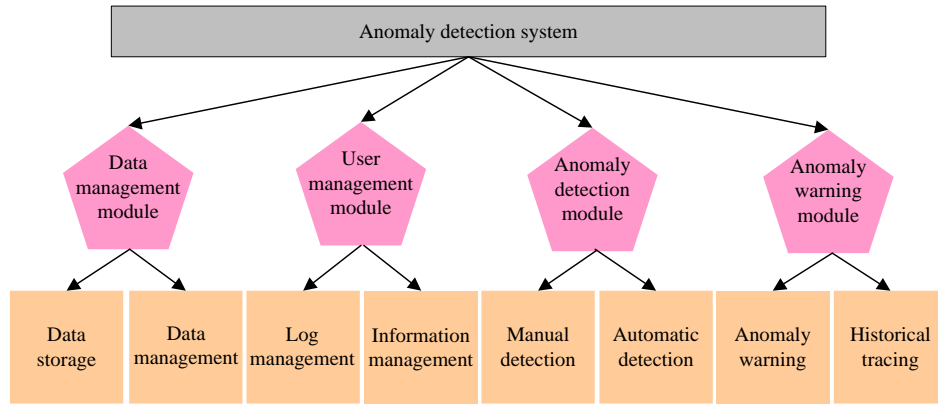 Anomaly detection system
Data
management
module
User
management
module
Anomaly
detection
module
Anomaly
warning
module
Data
storage
Data
management
Log
management
Information
management
Manual
detection
Automatic
detection
Anomaly
warning
Historical
tracing